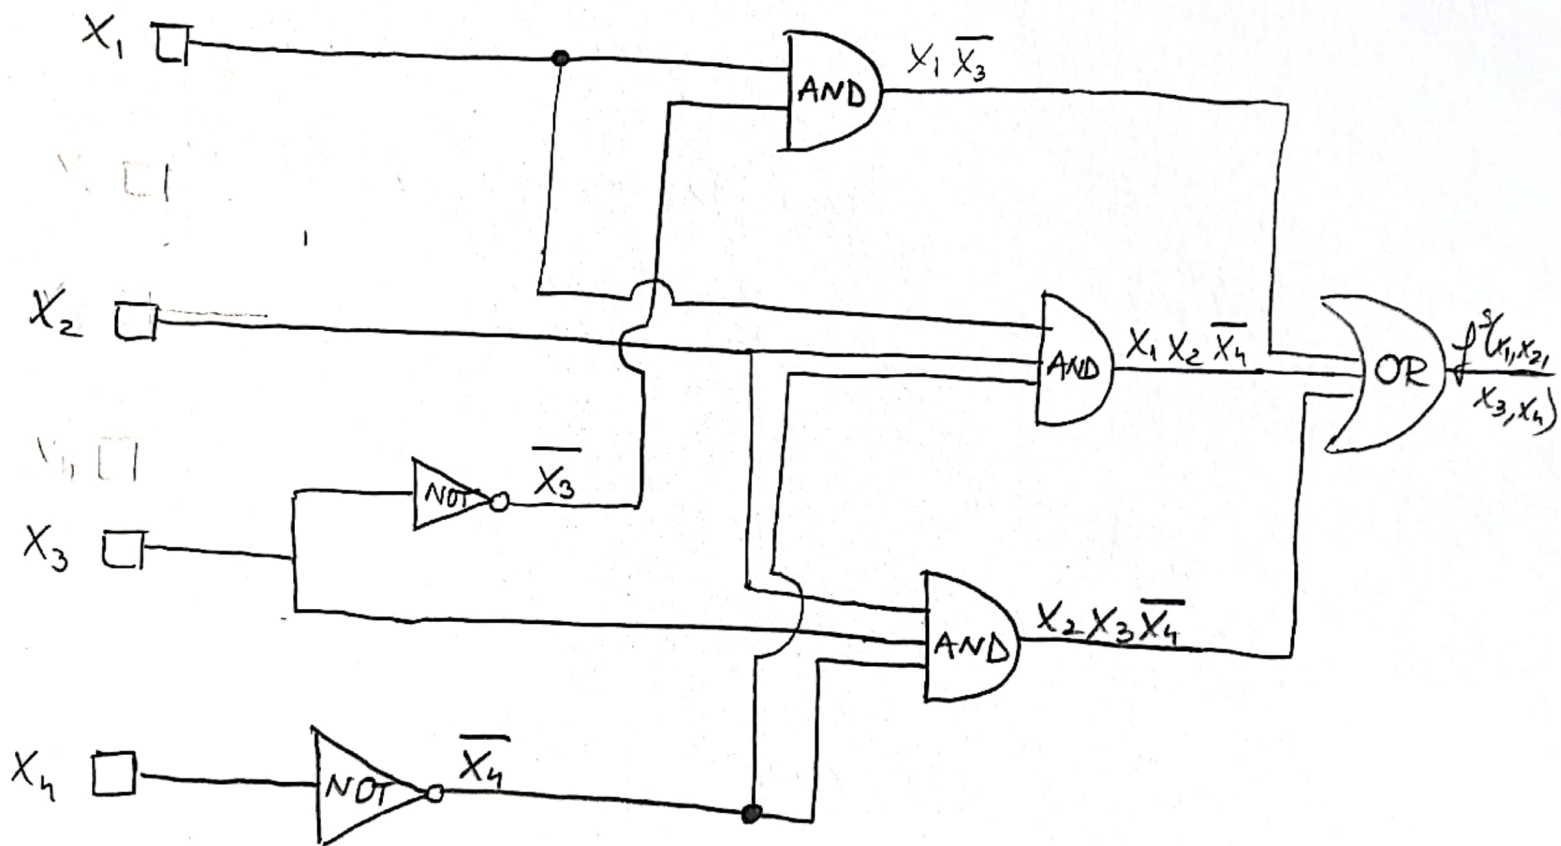 X₁
AND
X₁ X̅₃
X₂
AND
X₁ X₂ X̅₄
OR
(x₁, x₂,
x₃, x₄)
NOT
X̅₃
X₃
AND
X₂ X₃ X̅₄
X₄
NOT
X̅₄